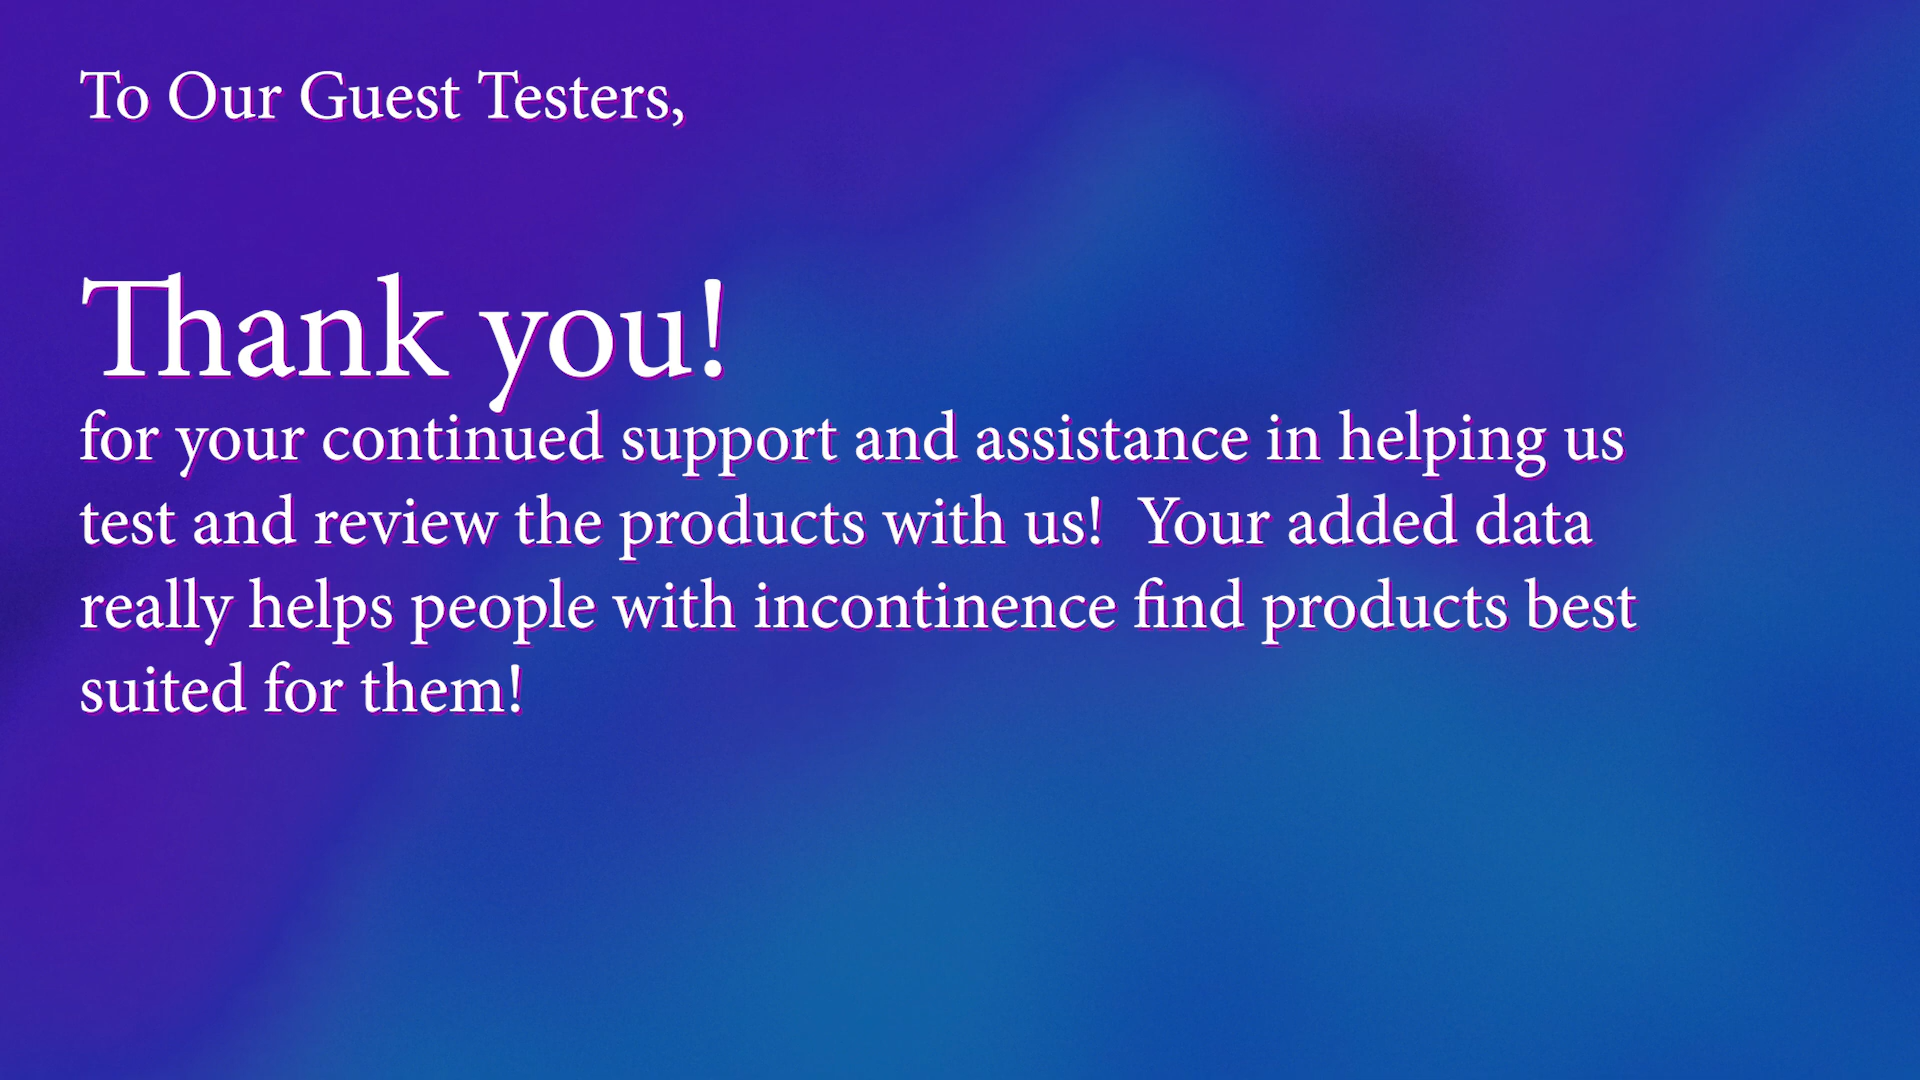 To Our Guest Testers,
Thank you!
for your continued support and assistance in helping us
test and review the products with us!  Your added data
really helps people with incontinence find products best
suited for them!